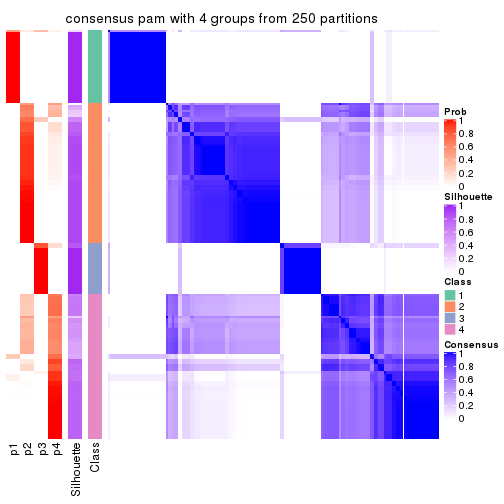 consensus pam with 4 groups from 250 partitions
Prob
1
0.8
0.6
0.4
0.2
0
Silhouette
1
0.8
0.6
0.4
0.2
0
Class
1
2
3
4
Consensus
1
0.8
0.6
0.4
0.2
0
p1
p2
p3
p4
Silhouette
Class